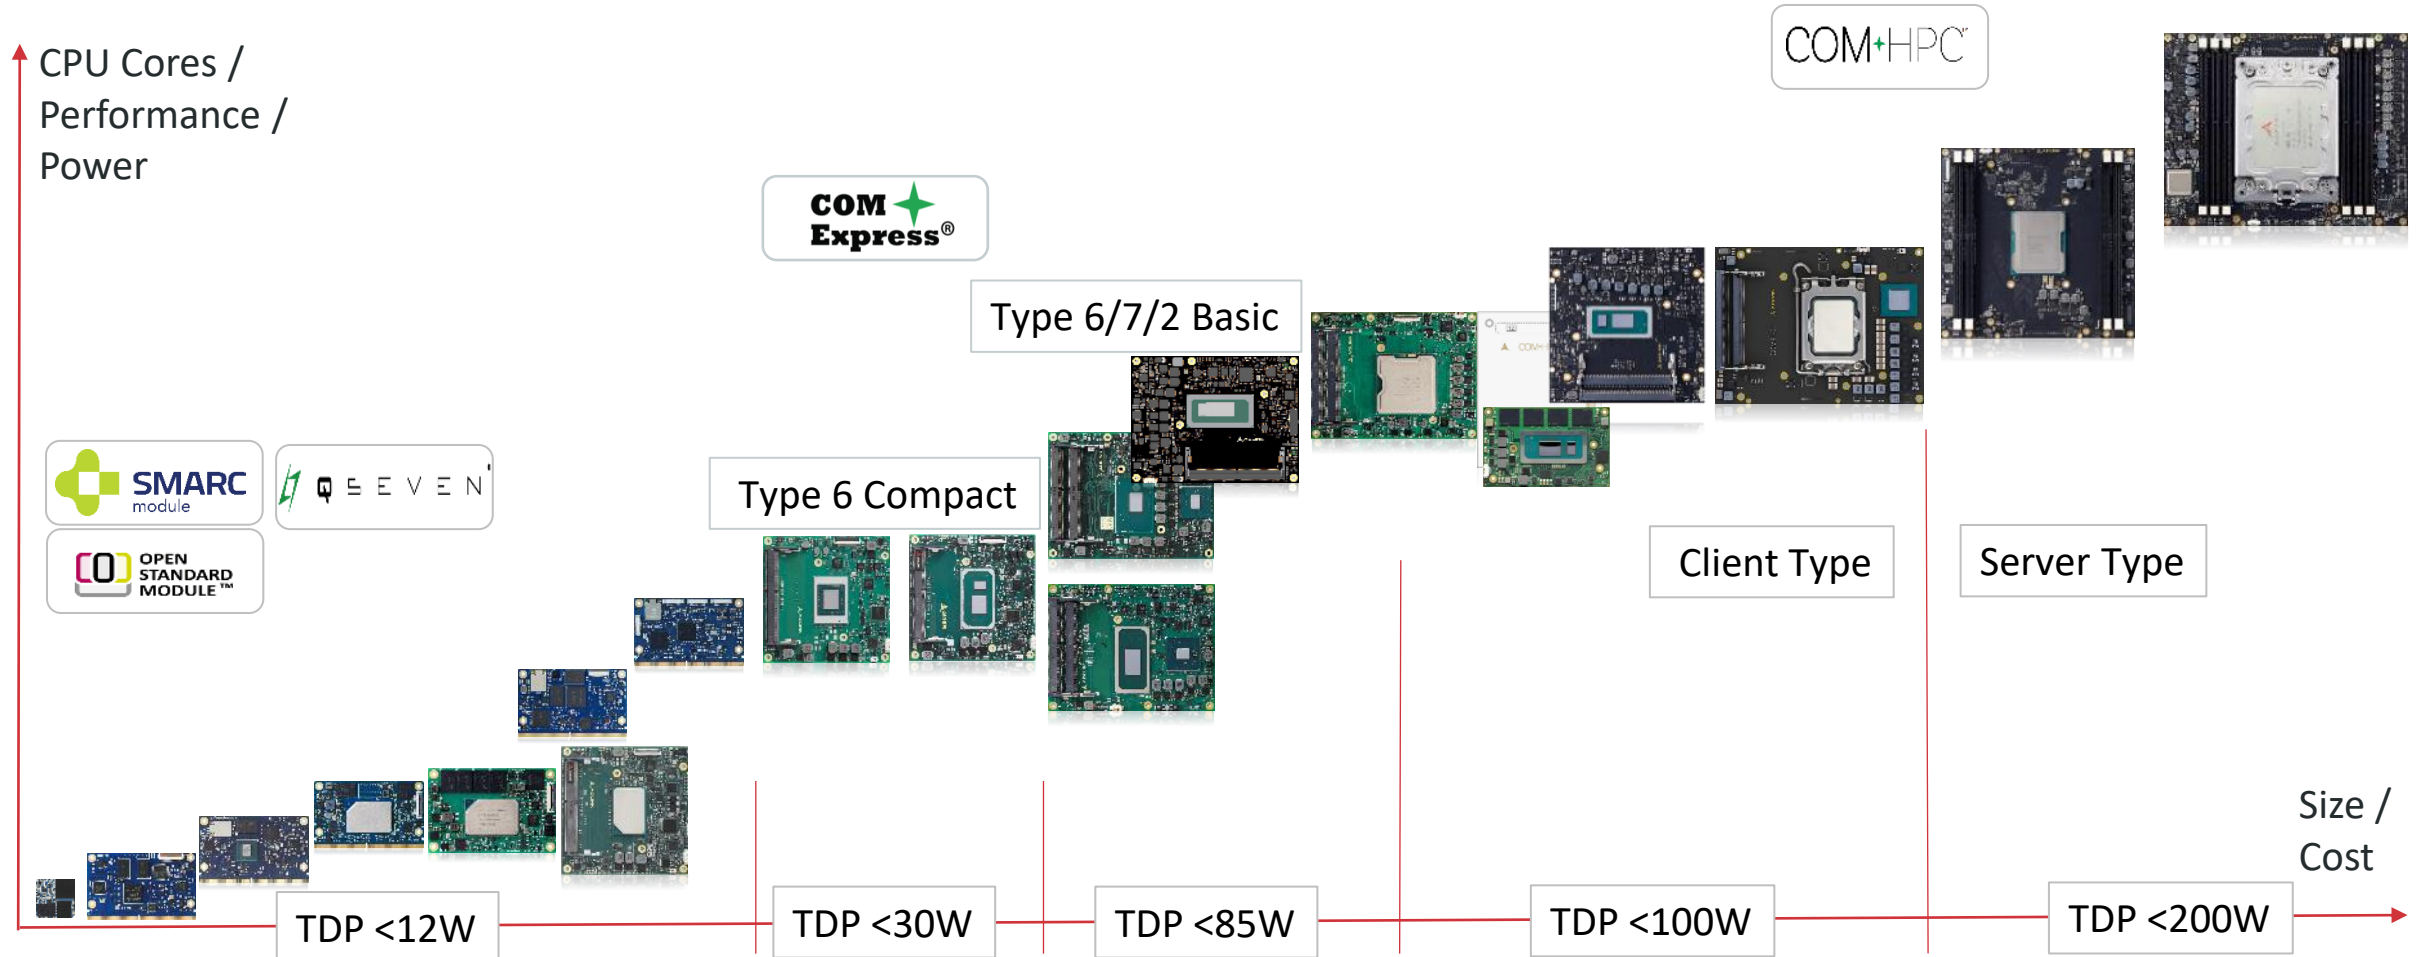 CPU Cores /
Performance /
Power
COM HPC
COM
Express®
Type 6/7/2 Basic
SMARC
module
QSEVEN
Type 6 Compact
OPEN
STANDARD
MODULE™
Client Type
Server Type
Size /
Cost
TDP <12W
TDP <30W
TDP <85W
TDP <100W
TDP <200W